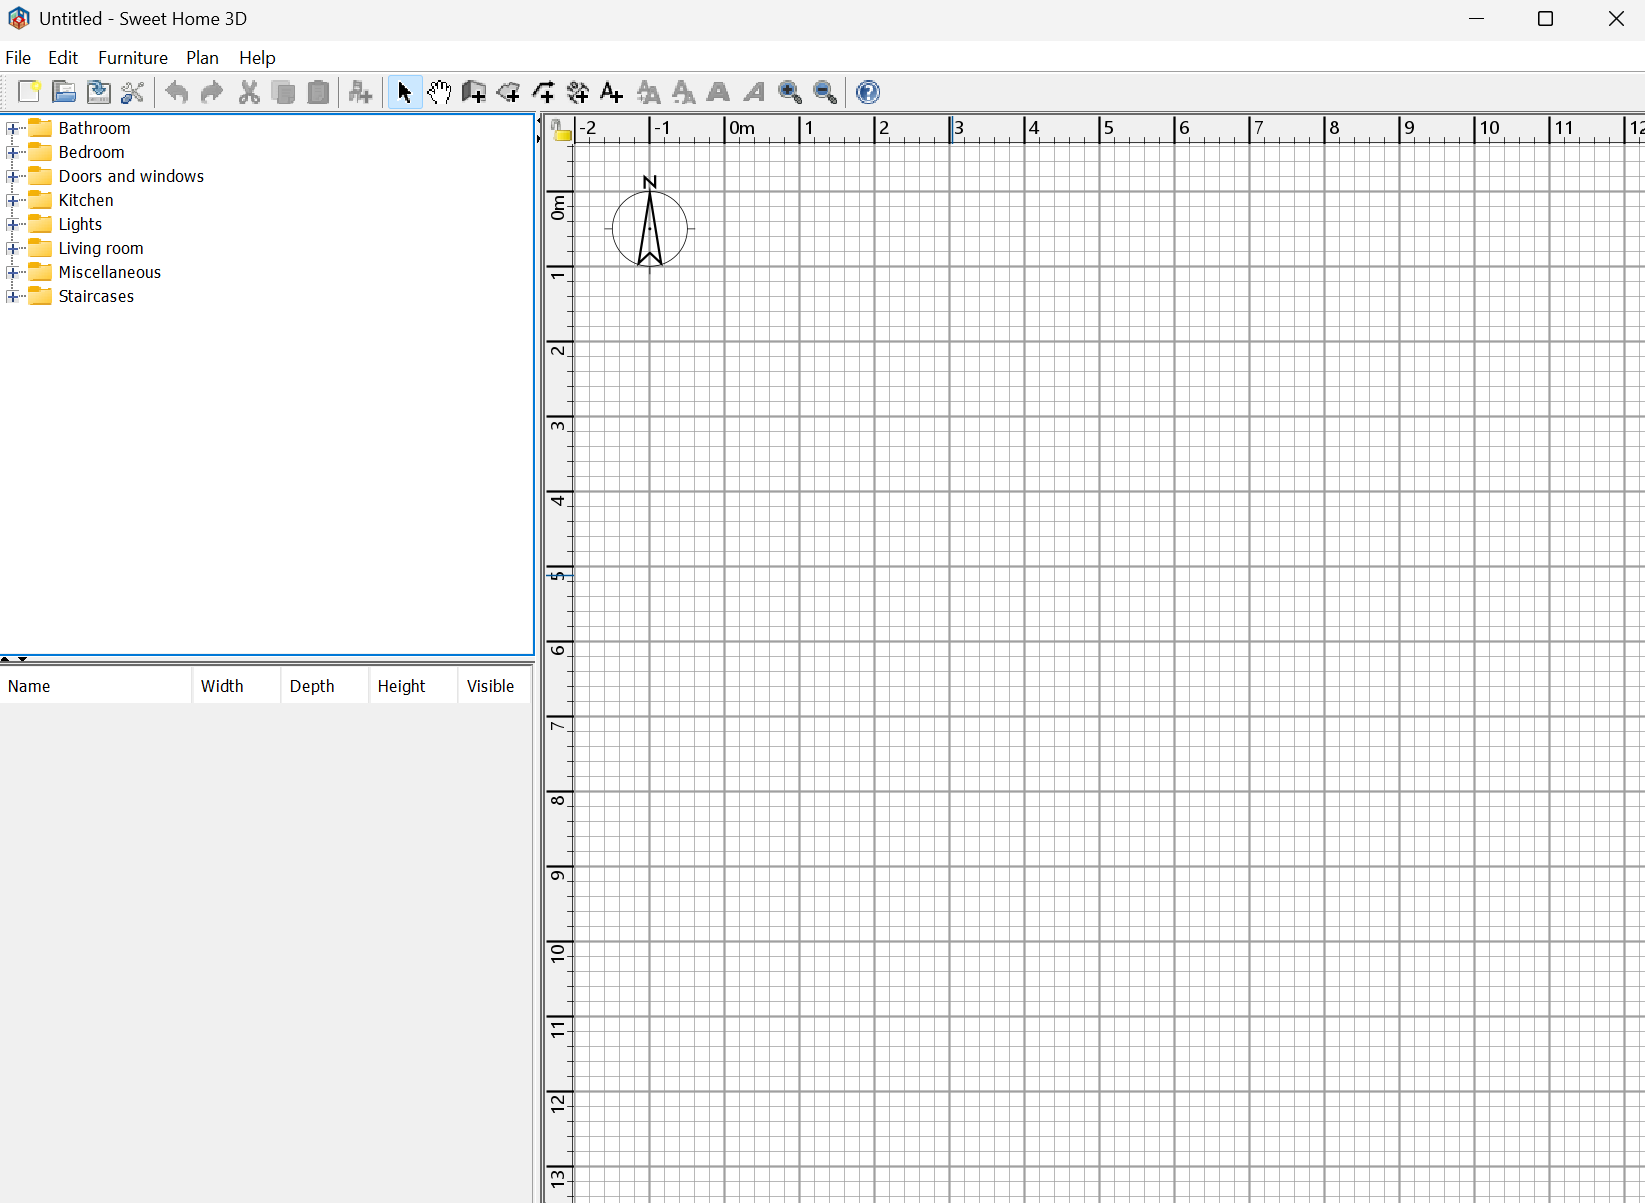 Untitled - Sweet Home 3D
File Edit Furniture Plan Help
Bathroom
Bedroom
Doors and windows
Kitchen
Lights
Living room
Miscellaneous
Staircases
Name Width Depth Height Visible
-2 -1 0m 1 2 3 4 5 6 7 8 9 10 11 12
N
0m
1
2
3
4
5
6
7
8
9
10
11
12
13